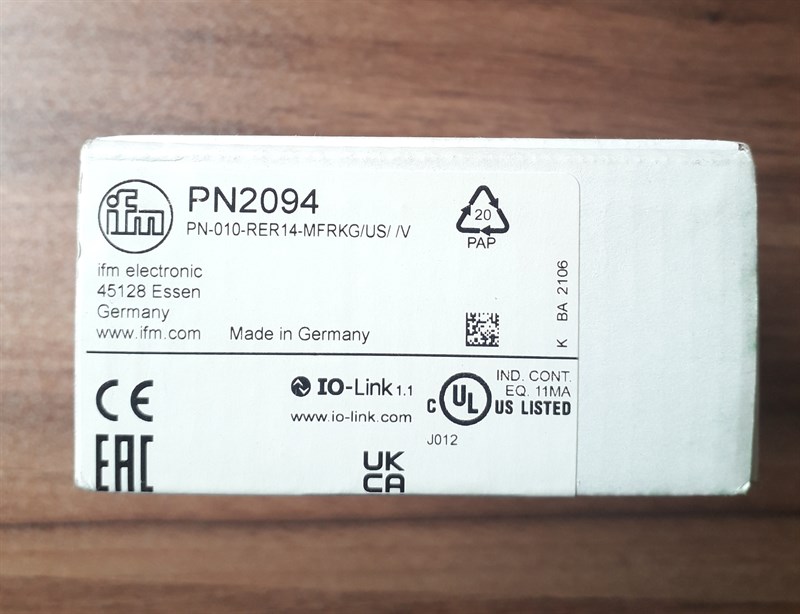 ifm
PN2094
PN-010-RER14-MFRKG/US/ /V
20
PAP
ifm electronic
45128 Essen
Germany
www.ifm.com
Made in Germany
K BA 2106
CE
IO-Link 1.1
www.io-link.com
C UL US LISTED
IND. CONT.
EQ. 11MA
J012
EAC
UK
CA